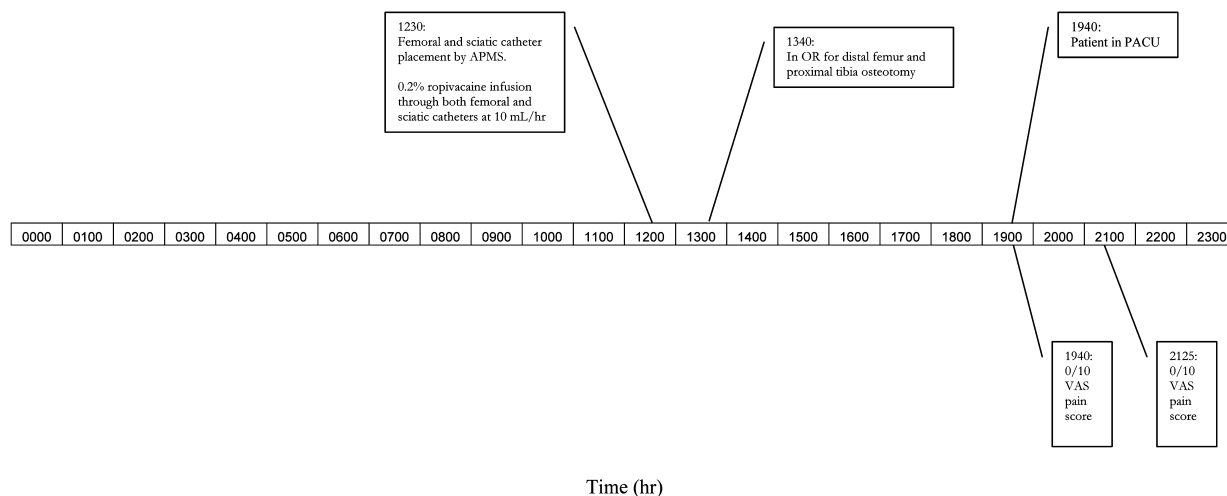 1230:
Femoral and sciatic catheter
placement by APMS.
0.2% ropivacaine infusion
through both femoral and
sciatic catheters at 10 mL/hr
1340:
In OR for distal femur and
proximal tibia osteotomy
1940:
Patient in PACU
0000 0100 0200 0300 0400 0500 0600 0700 0800 0900 1000 1100 1200 1300 1400 1500 1600 1700 1800 1900 2000 2100 2200 2300
1940:
0/10
VAS
pain
score
2125:
0/10
VAS
pain
score
Time (hr)